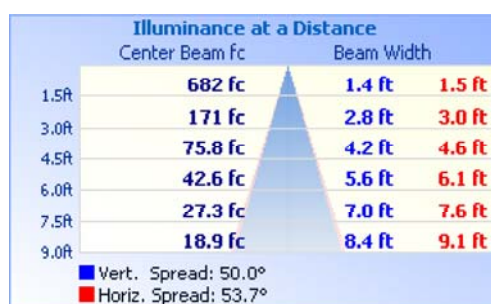 Illuminance at a Distance
Center Beam fc Beam Width
1.5ft 682 fc 1.4 ft 1.5 ft
3.0ft 171 fc 2.8 ft 3.0 ft
4.5ft 75.8 fc 4.2 ft 4.6 ft
6.0ft 42.6 fc 5.6 ft 6.1 ft
7.5ft 27.3 fc 7.0 ft 7.6 ft
9.0ft 18.9 fc 8.4 ft 9.1 ft
Vert. Spread: 50.0°
Horiz. Spread: 53.7°